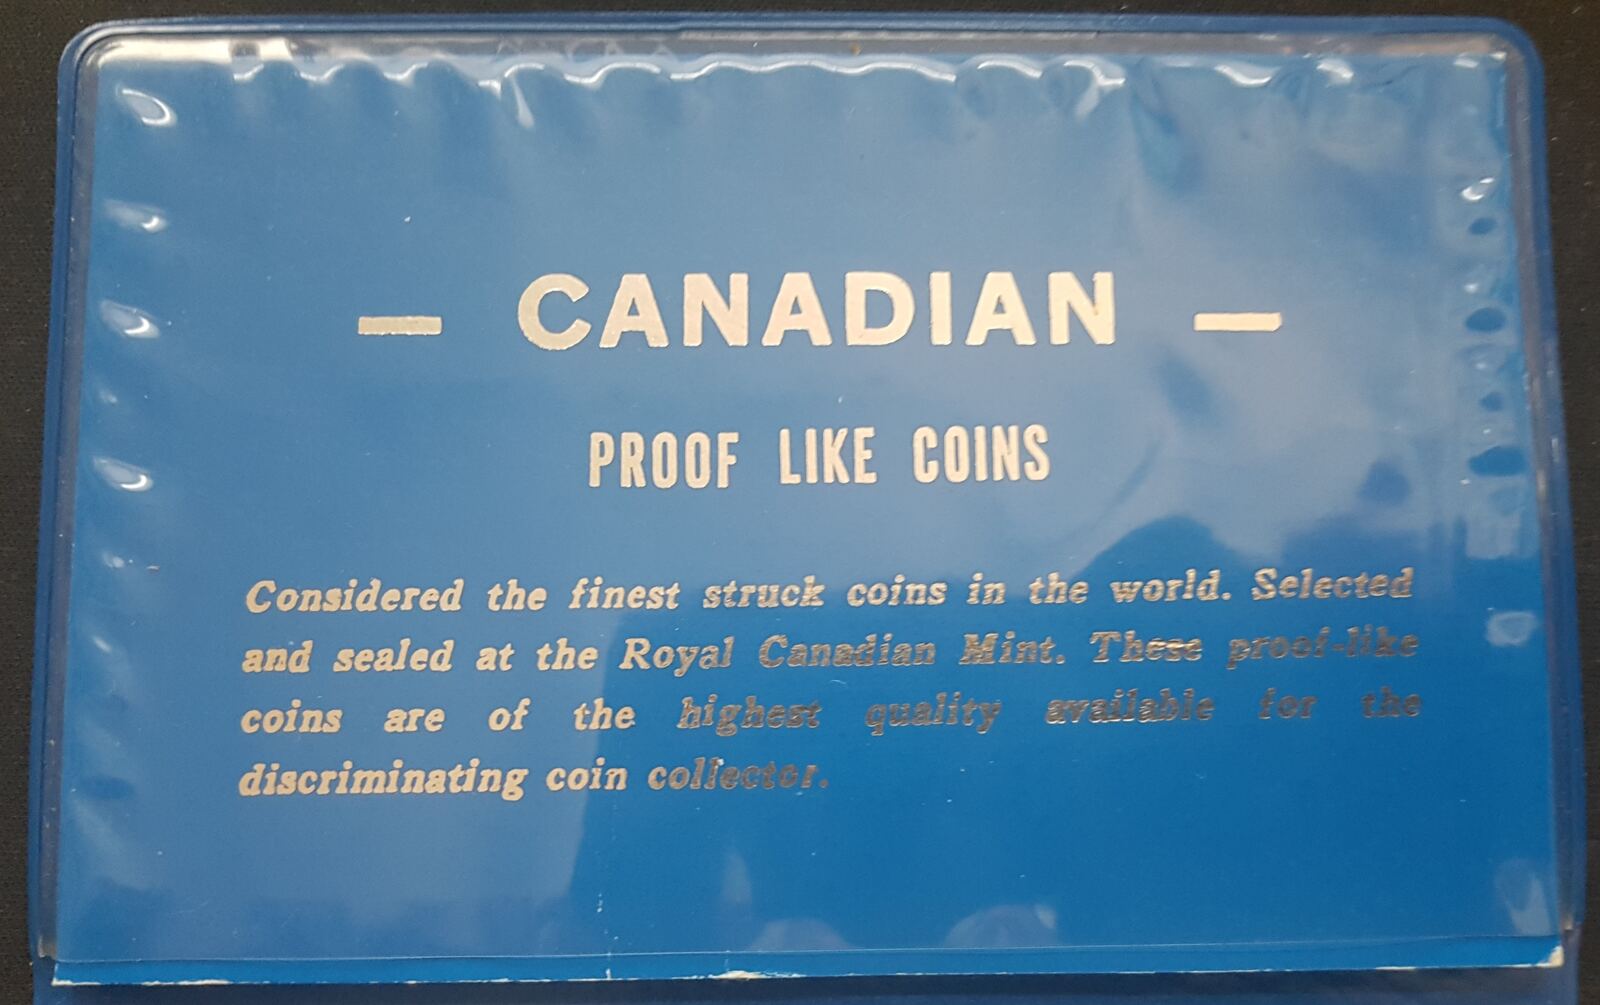 — CANADIAN —
PROOF LIKE COINS
Considered the finest struck coins in the world. Selected
and sealed at the Royal Canadian Mint. These proof-like
coins are of the highest quality available for the
discriminating coin collector.